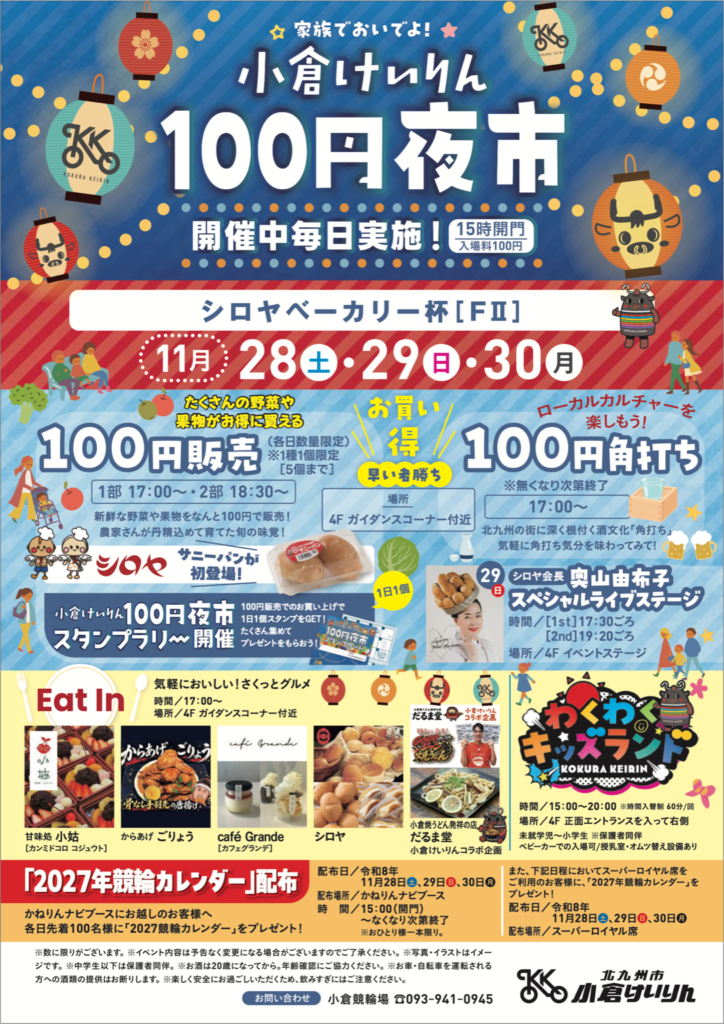 家族でおいでよ!
小倉けいりん
100円夜市
開催中毎日実施!
15時開門
入場料100円
シロヤベーカリー杯[FⅡ]
11月 28土・29日・30月
たくさんの野菜や
果物がお得に買える
100円販売
(各日数量限定)
※1種1個限定
[5個まで]
1部 17:00〜・2部 18:30〜
新鮮な野菜や果物をなんと100円で販売!
農家さんが丹精込めて育てた旬の味覚!
お買い
得
早い者勝ち
場所
4F ガイダンスコーナー付近
ローカルカルチャーを
楽しもう!
100円角打ち
※無くなり次第終了
17:00〜
北九州の街に深く根付く酒文化「角打ち」
気軽に角打ち気分を味わってみて!
シロヤ
サニーパンが
初登場!
小倉けいりん100円夜市
スタンプラリー開催
100円販売でのお買い上げで
1日1個スタンプをGET!
たくさん集めて
プレゼントをもらおう!
1日1個
29日
シロヤ会長 奥山由布子
スペシャルライブステージ
時間/[1st]17:30ごろ
[2nd]19:20ごろ
場所/4F イベントステージ
Eat In
気軽においしい!さくっとグルメ
時間/17:00〜
場所/4F ガイダンスコーナー付近
からあげ ごりょう
骨なし手羽先の唐揚げ
café Grande
シロヤ
だるま堂
小倉けいりん
コラボ企画
甘味処 小姑
[カンミドコロ コジュウト]
からあげ ごりょう
café Grande
[カフェグランデ]
シロヤ
小倉焼うどん発祥の店
だるま堂
小倉けいりんコラボ企画
わくわく
キッズランド
KOKURA KEIRIN
時間/15:00〜20:00 ※時間入替制 60分/回
場所/4F 正面エントランスを入って右側
未就学児〜小学生 ※保護者同伴
ベビーカーでの入場可/授乳室・オムツ替え設備あり
「2027年競輪カレンダー」配布
かねりんナビブースにお越しのお客様へ
各日先着100名様に「2027競輪カレンダー」をプレゼント!
配布日/令和8年
11月28日土、29日日、30日月
配布場所/かねりんナビブース
時 間/15:00(開門)
〜なくなり次第終了
※おひとり様一本限り。
また、下記日程においてスーパーロイヤル席を
ご利用のお客様に、「2027年競輪カレンダー」を
プレゼント!
配布日/令和8年
11月28日土、29日日、30日月
配布場所/スーパーロイヤル席
※数に限りがございます。※イベント内容は予告なく変更になる場合がございますのでご了承ください。※写真・イラストはイメー
ジです。※中学生以下は保護者同伴。※お酒は20歳になってから。年齢確認にご協力ください。※お車・自転車を運転される
方への酒類の提供はお断りします。※楽しく安全にお過ごしいただくため、飲みすぎにはご注意ください。
お問い合わせ 小倉競輪場 ☎093-941-0945
北九州市
小倉けいりん